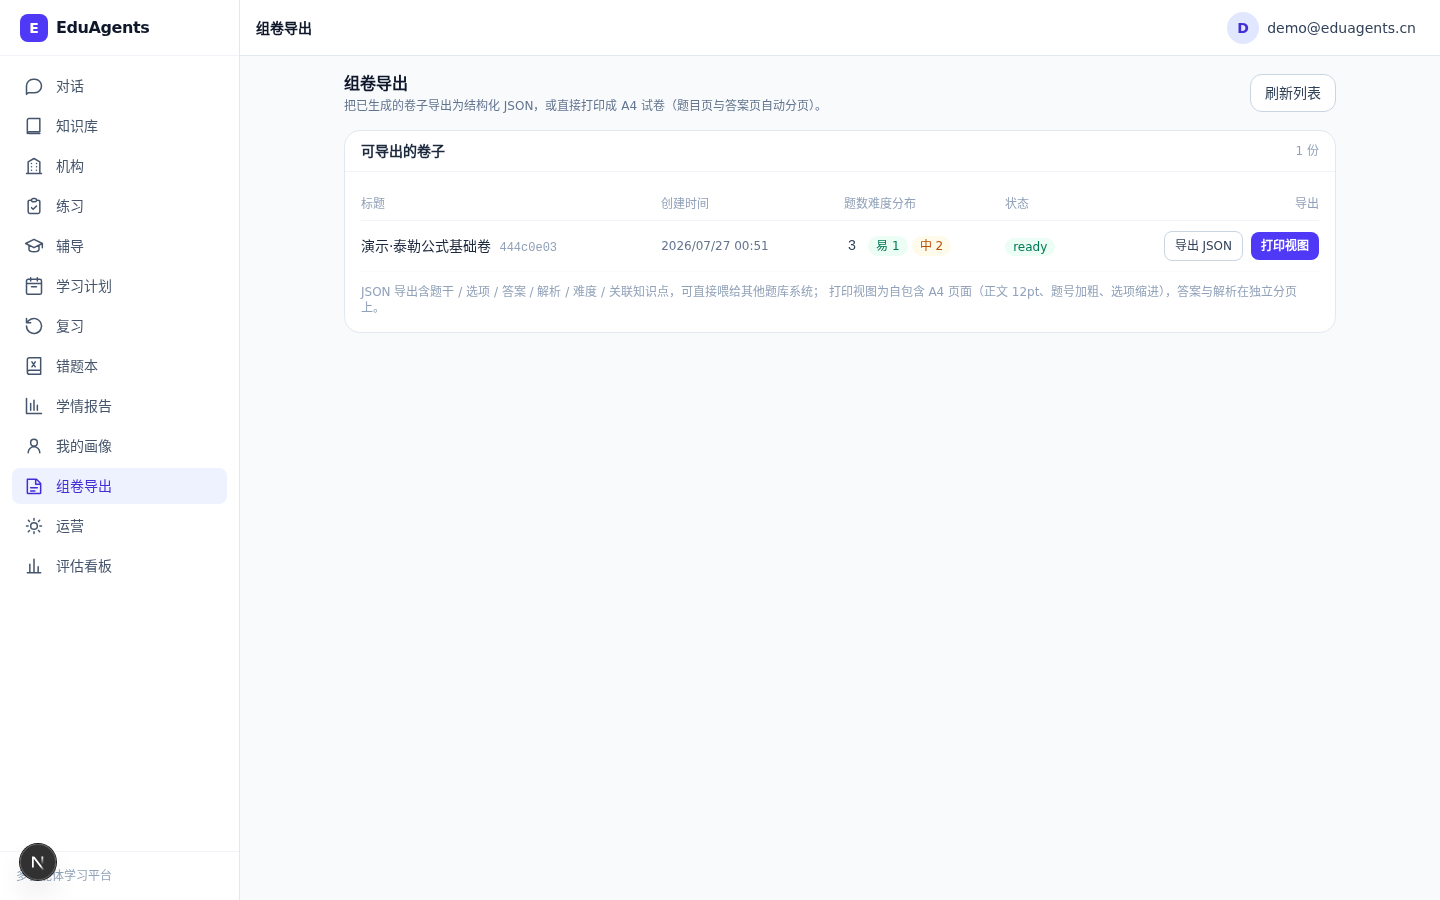 E EduAgents
组卷导出
D demo@eduagents.cn
对话
知识库
机构
练习
辅导
学习计划
复习
错题本
学情报告
我的画像
组卷导出
运营
评估看板
组卷导出
把已生成的卷子导出为结构化 JSON，或直接打印成 A4 试卷（题目页与答案页自动分页）。
刷新列表
可导出的卷子
1 份
标题 创建时间 题数难度分布 状态 导出
演示·泰勒公式基础卷 444c0e03 2026/07/27 00:51 3 易 1 中 2 ready 导出 JSON 打印视图
JSON 导出含题干 / 选项 / 答案 / 解析 / 难度 / 关联知识点，可直接喂给其他题库系统； 打印视图为自包含 A4 页面（正文 12pt、题号加粗、选项缩进），答案与解析在独立分页
上。
N
体学习平台